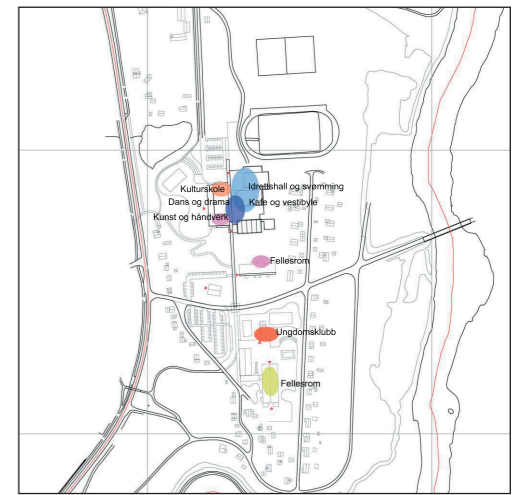 Kulturskole
Idrettshall og svømming
Dans og drama
Kafe og vestibyle
Kunst og håndverk
Fellesrom
Ungdomsklubb
Fellesrom